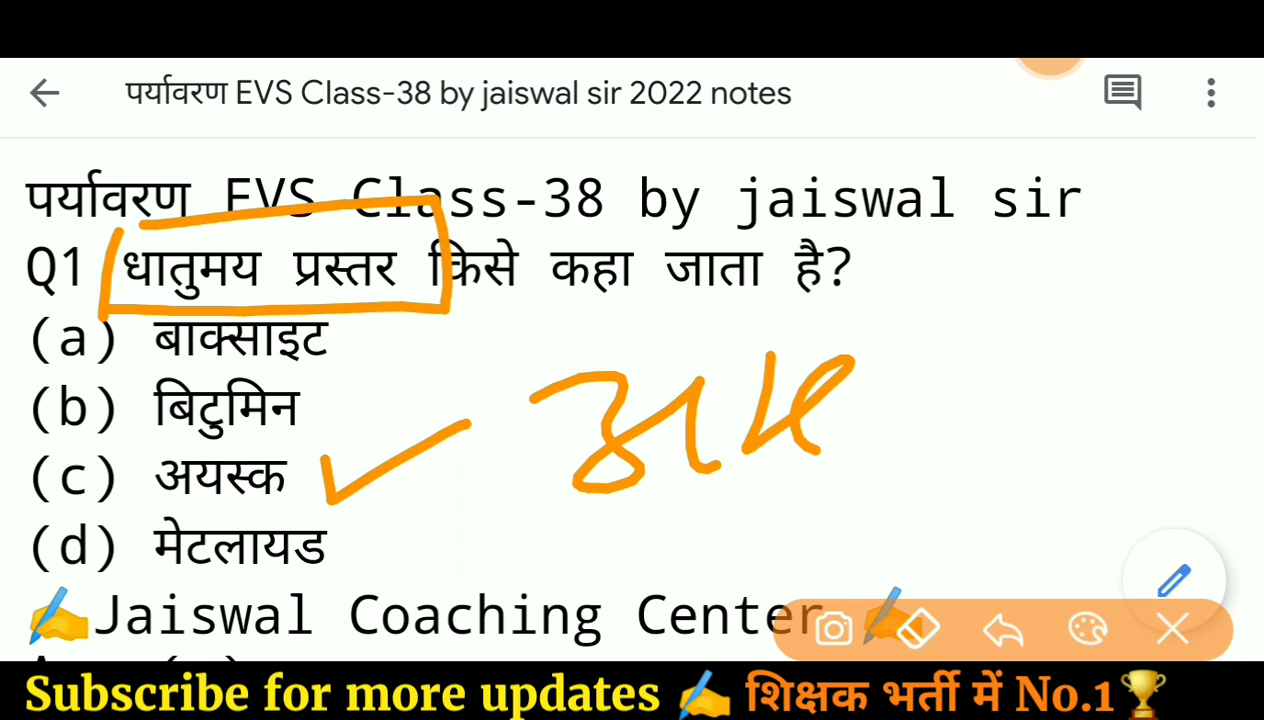 पर्यावरण EVS Class-38 by jaiswal sir 2022 notes
पर्यावरण EVS Class-38 by jaiswal sir
Q1 धातुमय प्रस्तर किसे कहा जाता है?
(a) बाक्साइट
(b) बिटुमिन
(c) अयस्क
(d) मेटलायड
✍Jaiswal Coaching Center ✍
Subscribe for more updates ✍ शिक्षक भर्ती में No.1🏆